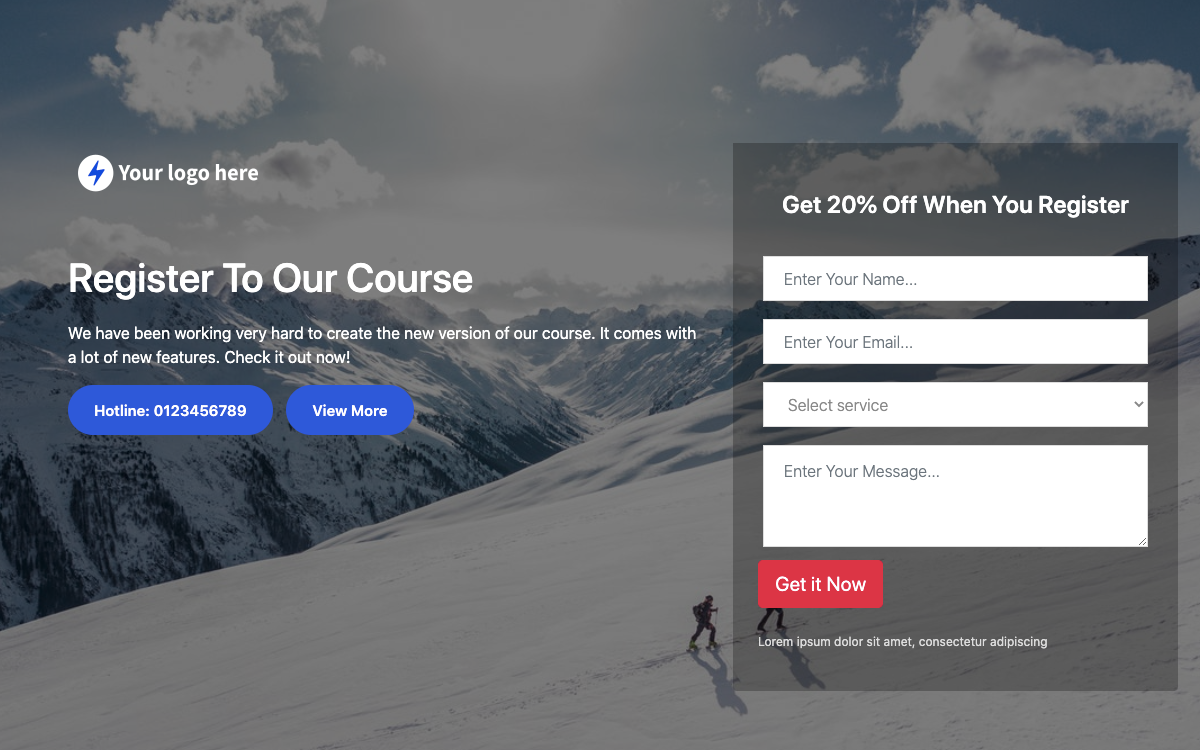 Your logo here
Register To Our Course
We have been working very hard to create the new version of our course. It comes with
a lot of new features. Check it out now!
Hotline: 0123456789
View More
Get 20% Off When You Register
Enter Your Name...
Enter Your Email...
Select service
Enter Your Message...
Get it Now
Lorem ipsum dolor sit amet, consectetur adipiscing